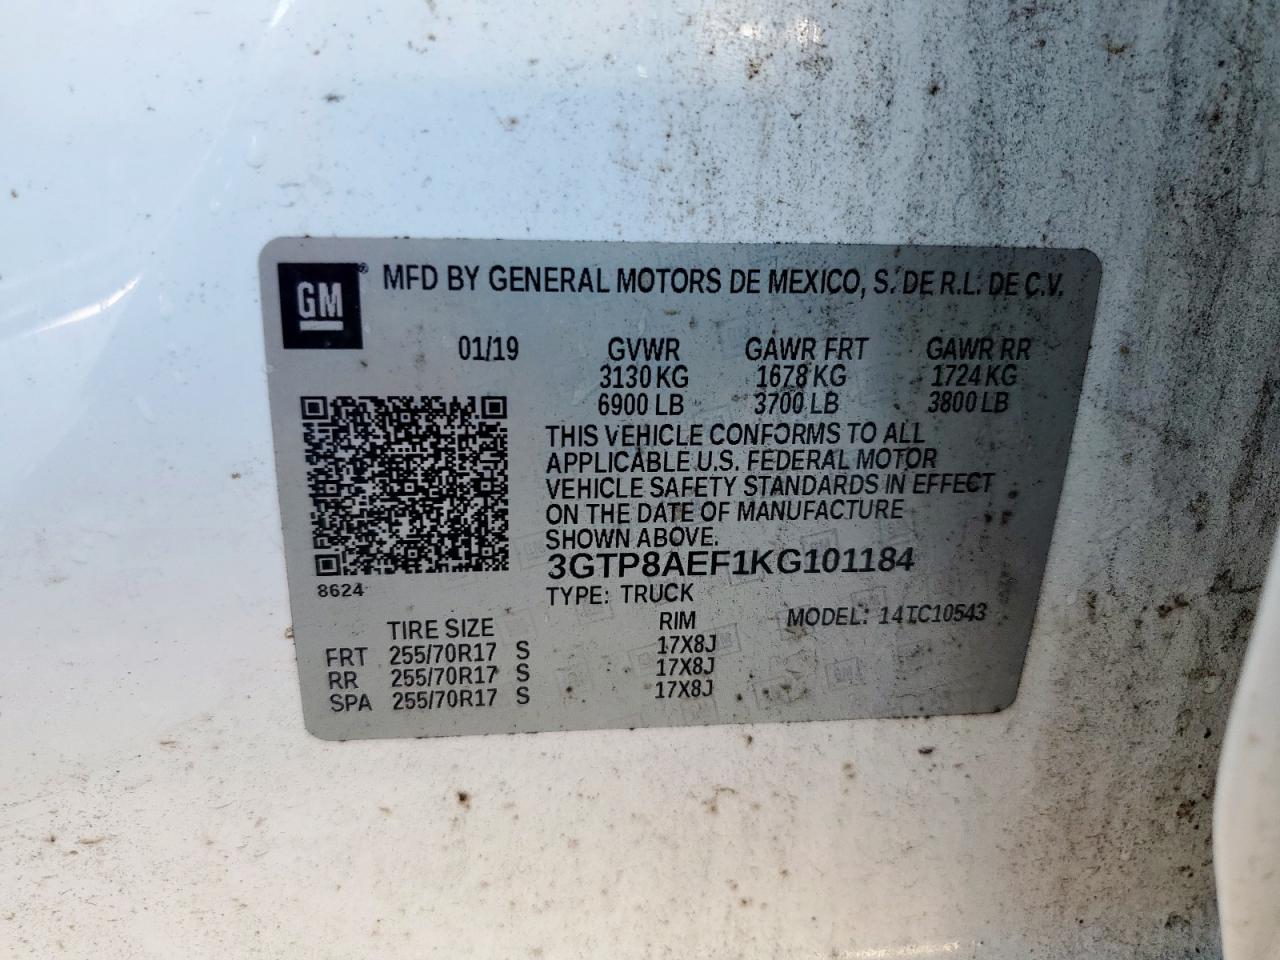 GM® MFD BY GENERAL MOTORS DE MEXICO, S. DE R.L. DE C.V.
01/19 GVWR GAWR FRT GAWR RR
3130 KG 1678 KG 1724 KG
6900 LB 3700 LB 3800 LB
THIS VEHICLE CONFORMS TO ALL
APPLICABLE U.S. FEDERAL MOTOR
VEHICLE SAFETY STANDARDS IN EFFECT
ON THE DATE OF MANUFACTURE
SHOWN ABOVE.
3GTP8AEF1KG101184
8624
TYPE: TRUCK
TIRE SIZE RIM MODEL: 14TC10543
FRT 255/70R17 S 17X8J
RR 255/70R17 S 17X8J
SPA 255/70R17 S 17X8J